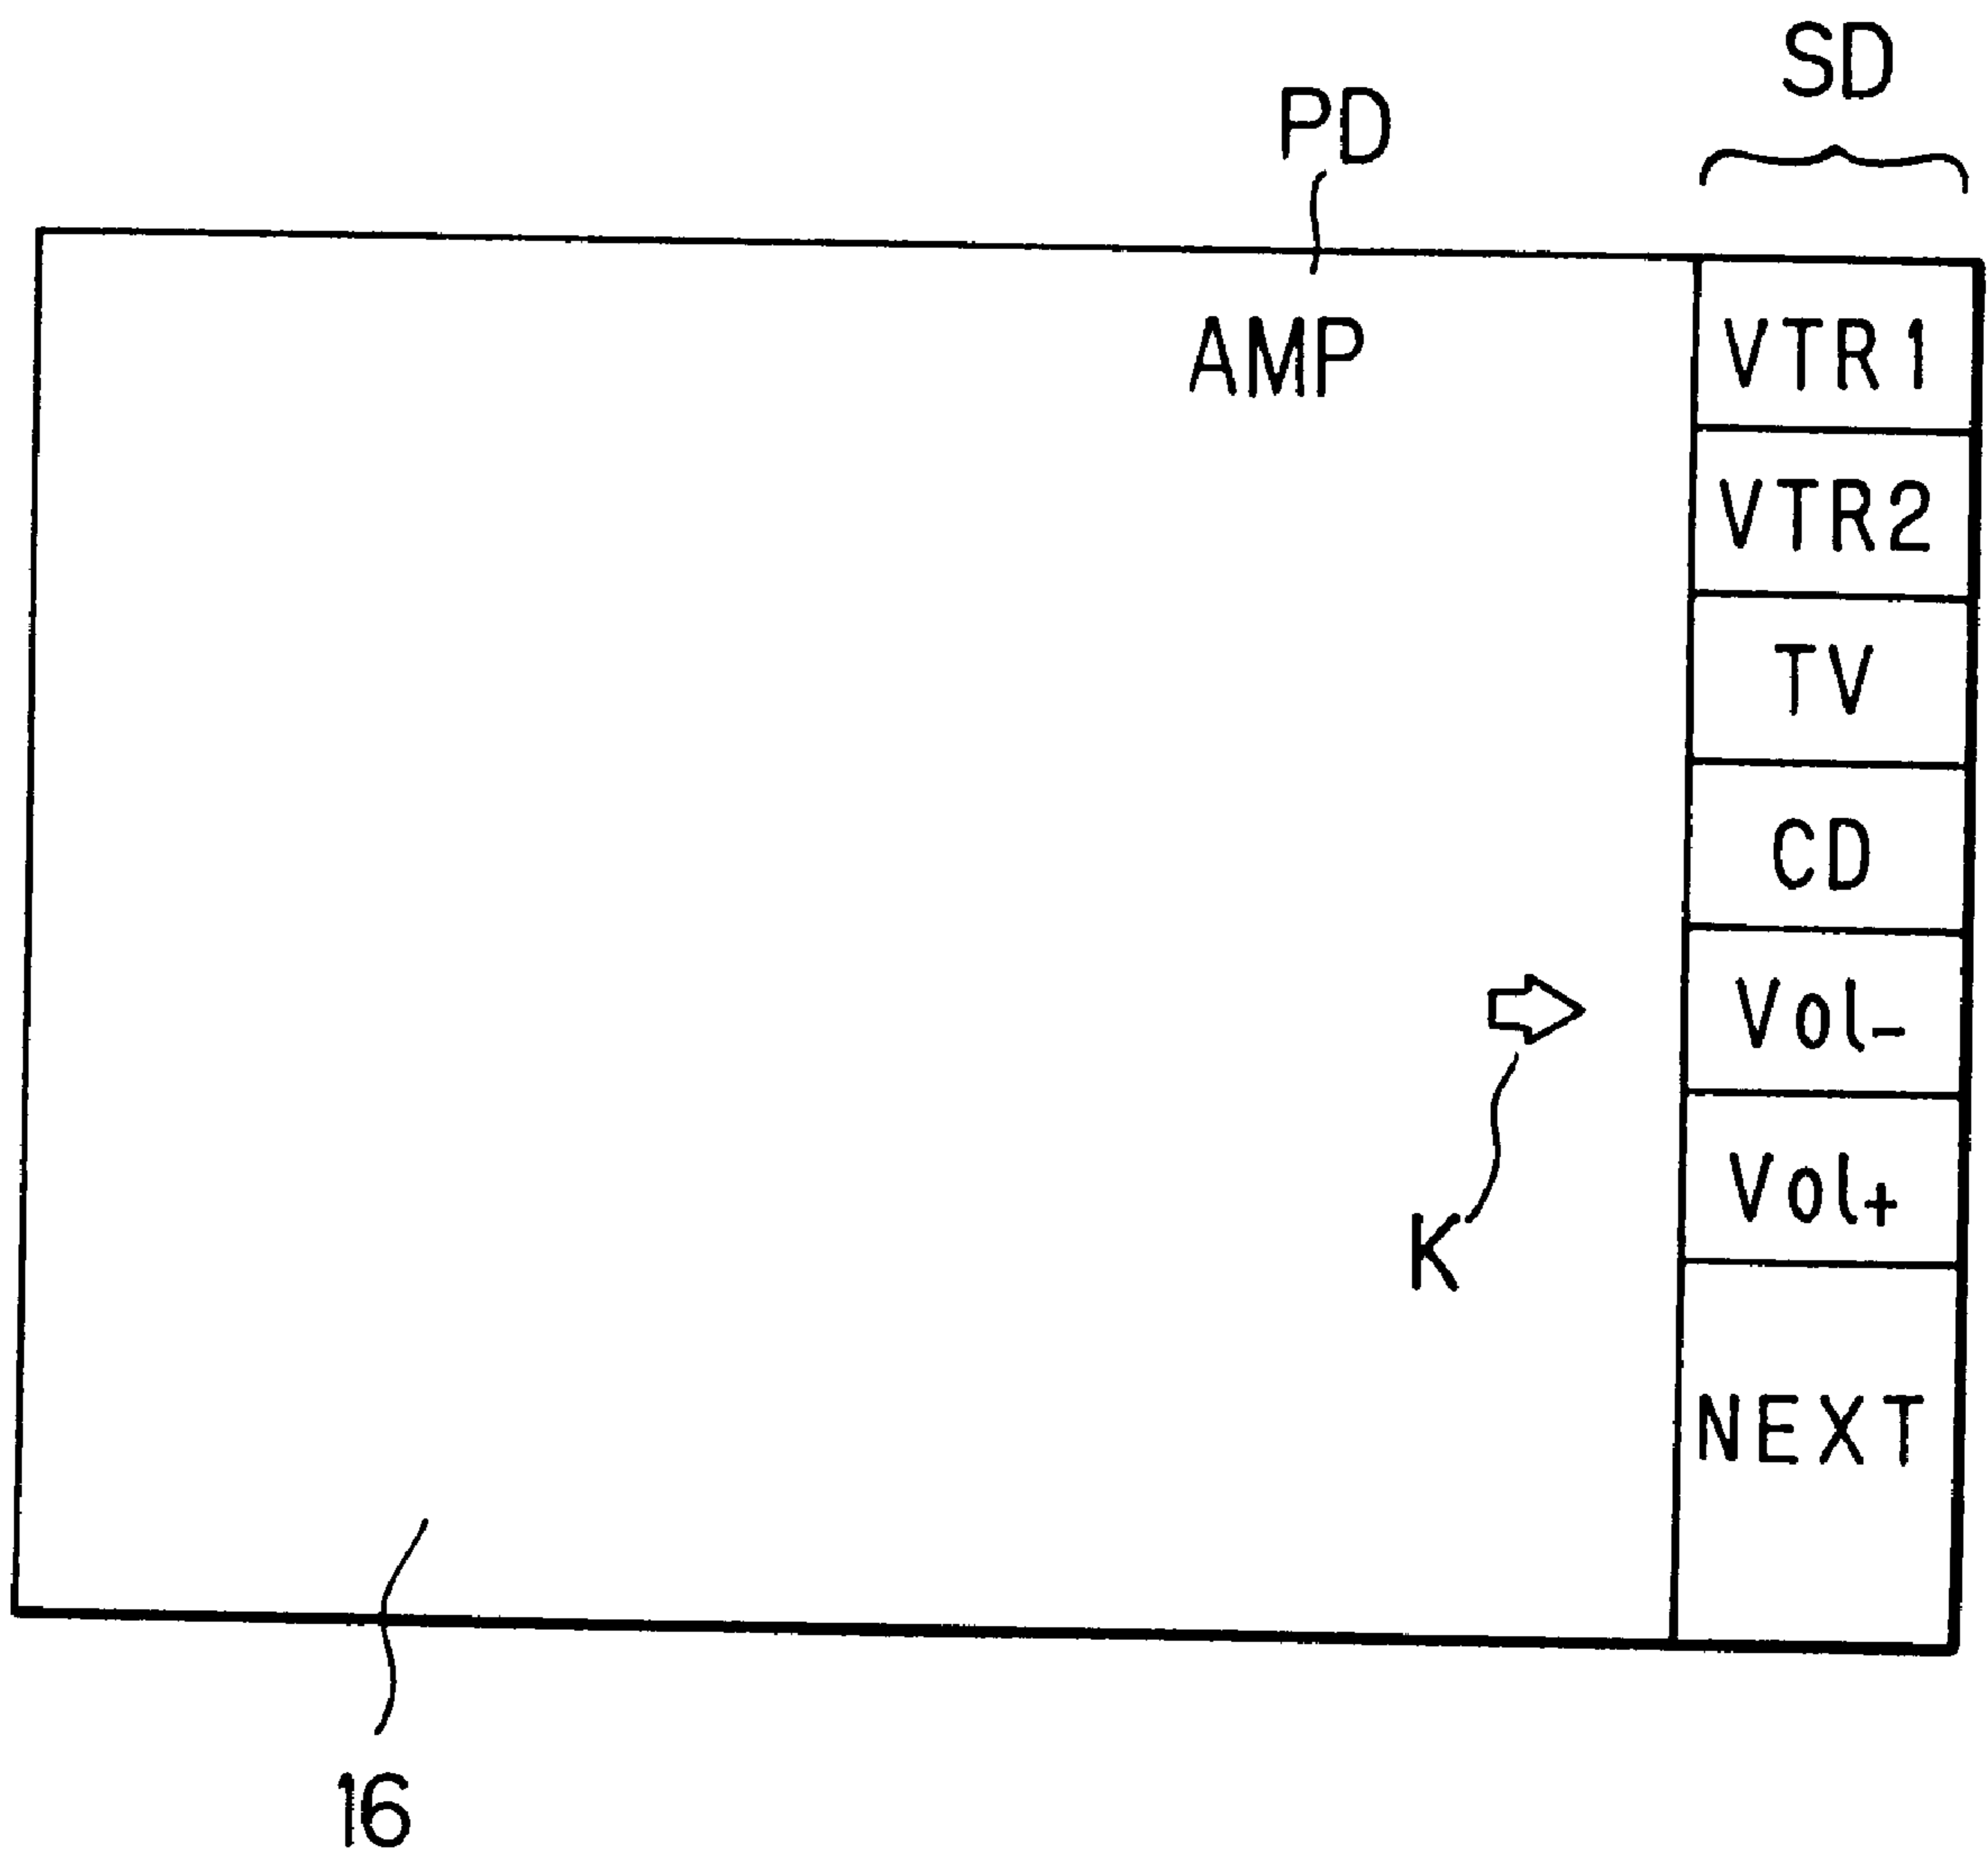 SD
PD
AMP
VTR1
VTR2
TV
CD
Vol-
Vol+
K
NEXT
16